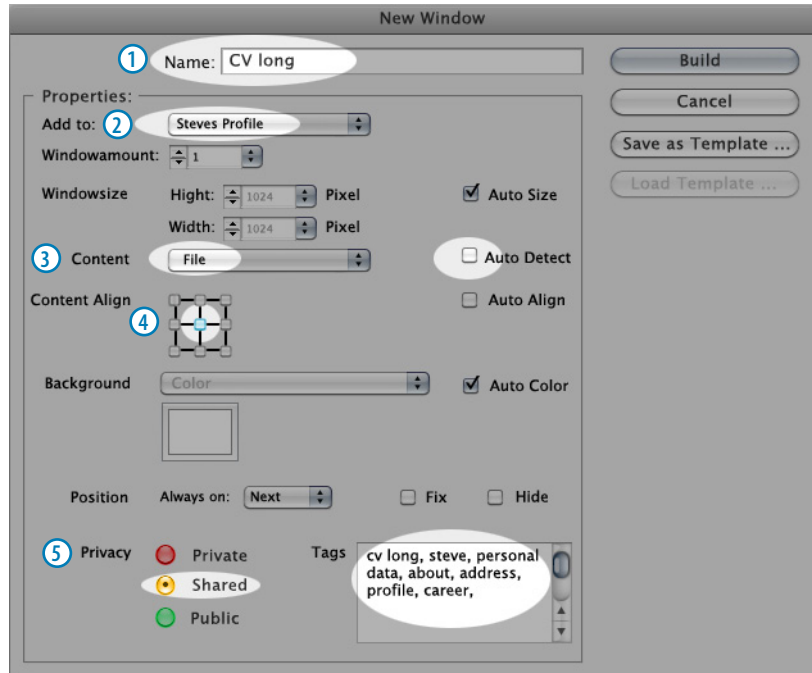 New Window
1 Name: CV long
Build
Properties:
Cancel
Add to: 2 Steves Profile
Windowamount: 1
Save as Template ...
Windowsize Hight: 1024 Pixel Auto Size
Load Template ...
Width: 1024 Pixel
3 Content File Auto Detect
Content Align Auto Align
4
Background Color Auto Color
Position Always on: Next Fix Hide
5 Privacy Private Tags cv long, steve, personal
data, about, address,
Shared profile, career,
Public